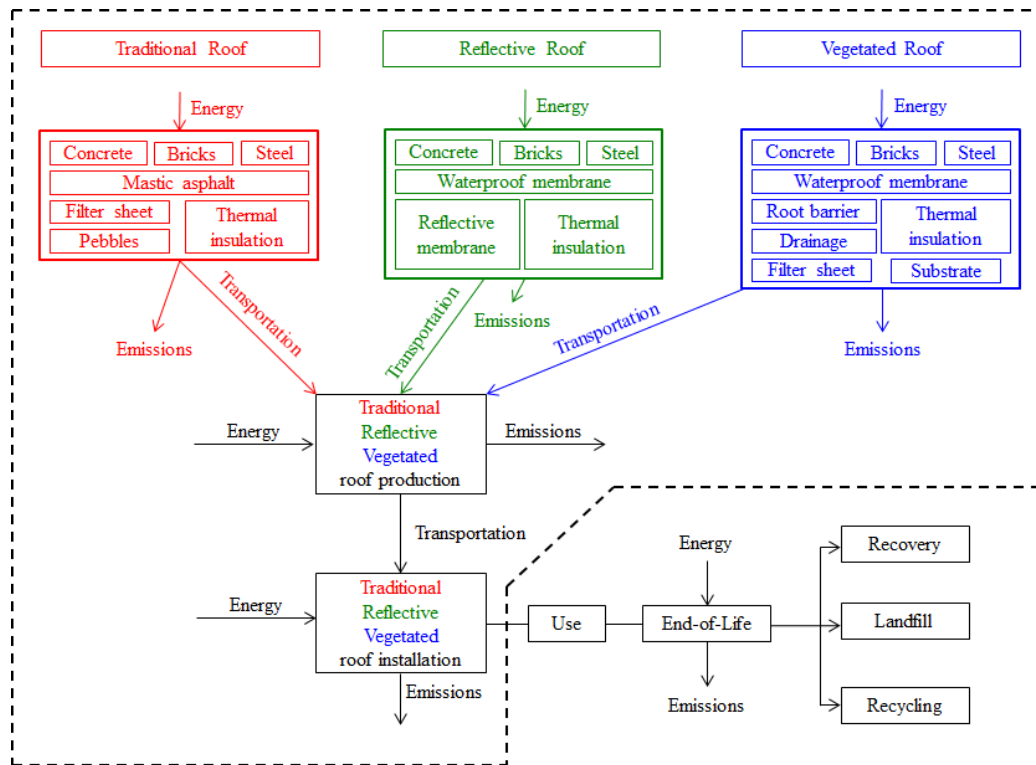 Traditional Roof
Reflective Roof
Vegetated Roof
Energy
Energy
Energy
Concrete
Bricks
Steel
Mastic asphalt
Filter sheet
Pebbles
Thermal
insulation
Concrete
Bricks
Steel
Waterproof membrane
Reflective
membrane
Thermal
insulation
Concrete
Bricks
Steel
Waterproof membrane
Root barrier
Drainage
Thermal
insulation
Filter sheet
Substrate
Emissions
Transportation
Transportation
Emissions
Transportation
Emissions
Energy
Traditional
Reflective
Vegetated
roof production
Emissions
Transportation
Energy
Traditional
Reflective
Vegetated
roof installation
Emissions
Use
Energy
End-of-Life
Emissions
Recovery
Landfill
Recycling